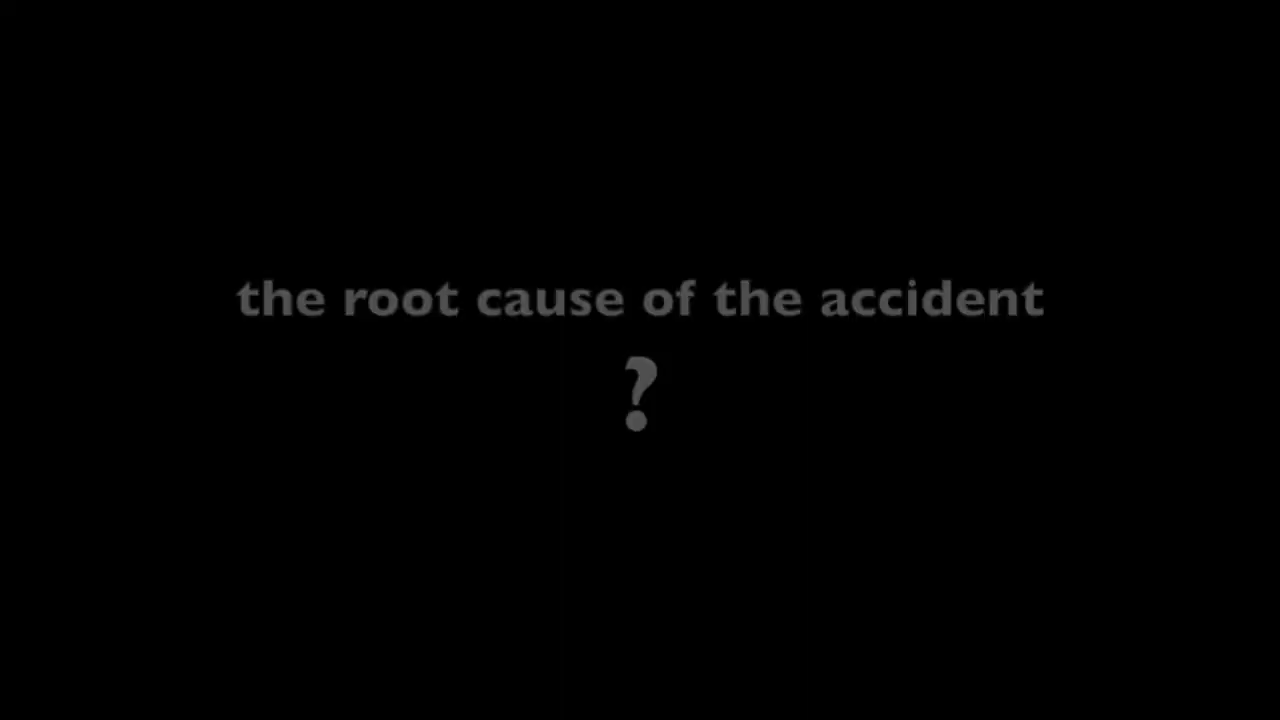 the root cause of the accident
?